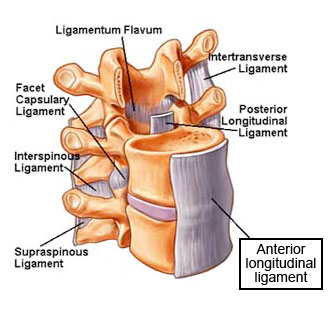 Ligamentum Flavum
Intertransverse
Ligament
Facet
Capsulary
Ligament
Posterior
Longitudinal
Ligament
Interspinous
Ligament
Supraspinous
Ligament
Anterior
longitudinal
ligament